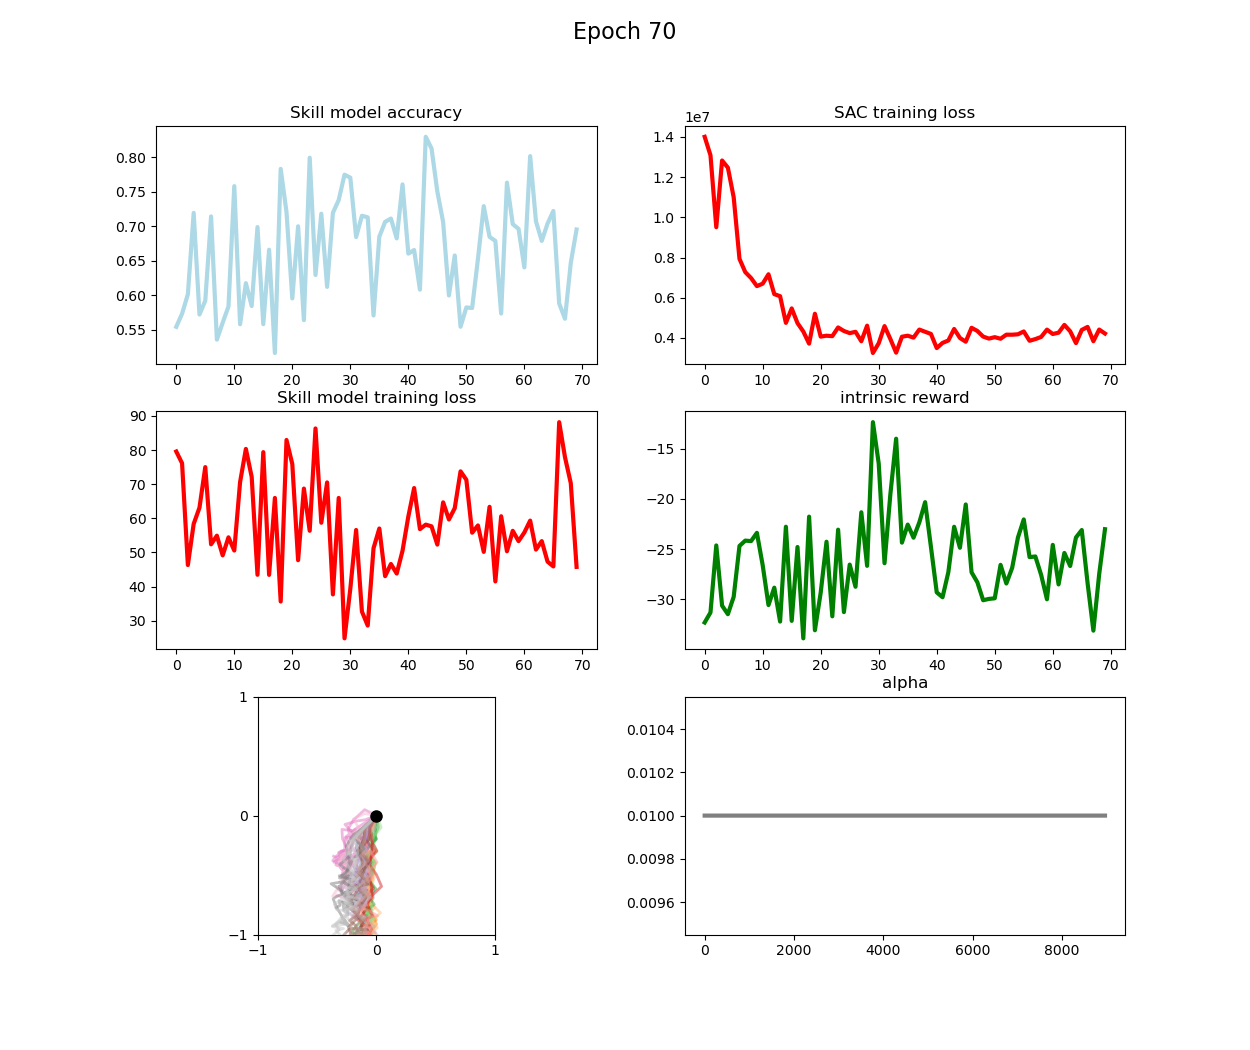 Epoch 70
Skill model accuracy
0.80
0.75
0.70
0.65
0.60
0.55
0 10 20 30 40 50 60 70
SAC training loss
1e7
1.4
1.2
1.0
0.8
0.6
0.4
0 10 20 30 40 50 60 70
Skill model training loss
90
80
70
60
50
40
30
0 10 20 30 40 50 60 70
intrinsic reward
−15
−20
−25
−30
0 10 20 30 40 50 60 70
1
0
−1
−1 0 1
alpha
0.0104
0.0102
0.0100
0.0098
0.0096
0 2000 4000 6000 8000